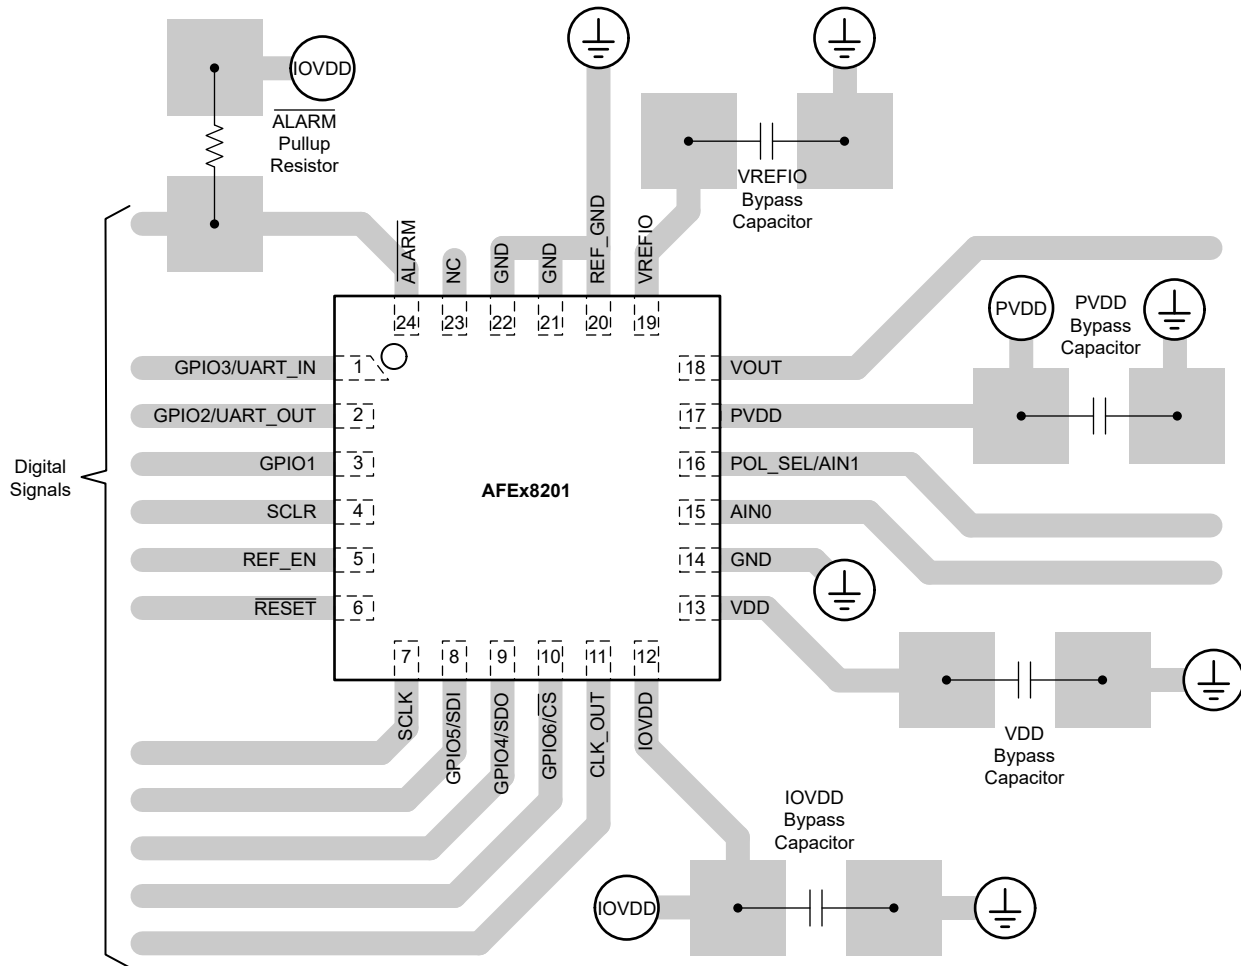 IOVDD
ALARM
Pullup
Resistor
VREFIO
Bypass
Capacitor
ALARM
NC
GND
GND
REF_GND
VREFIO
24
23
22
21
20
19
PVDD
PVDD
Bypass
Capacitor
GPIO3/UART_IN
1
18
VOUT
GPIO2/UART_OUT
2
17
PVDD
Digital
Signals
GPIO1
3
16
POL_SEL/AIN1
AFEx8201
SCLR
4
15
AIN0
REF_EN
5
14
GND
RESET
6
13
VDD
7
8
9
10
11
12
SCLK
GPIO5/SDI
GPIO4/SDO
GPIO6/CS
CLK_OUT
IOVDD
VDD
Bypass
Capacitor
IOVDD
Bypass
Capacitor
IOVDD